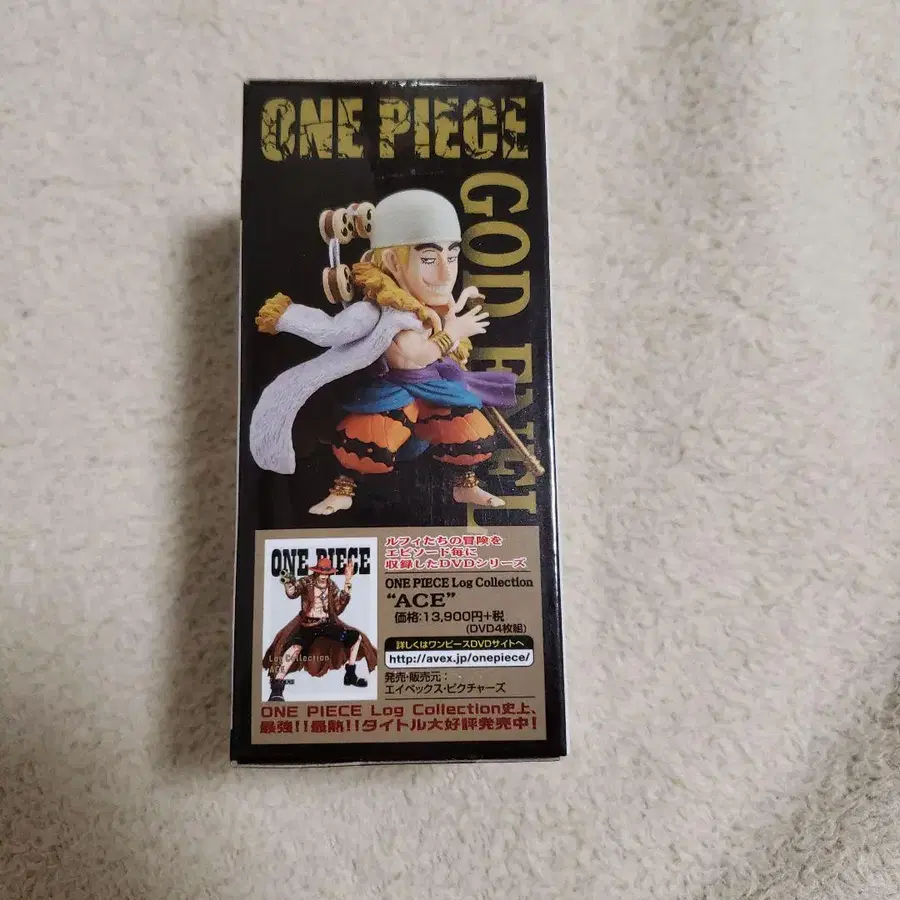 ONE PIECE
GOD ENEL
ONE PIECE
Log Collection
ACE
ルフィたちの冒険を
エピソード毎に
収録したDVDシリーズ
ONE PIECE Log Collection
"ACE"
価格:13,900円+税
(DVD4枚組)
詳しくはワンピースDVDサイトへ
http://avex.jp/onepiece/
発売・販売元:
エイベックス・ピクチャーズ
ONE PIECE Log Collection史上、
最強!!最熱!!タイトル大好評発売中!